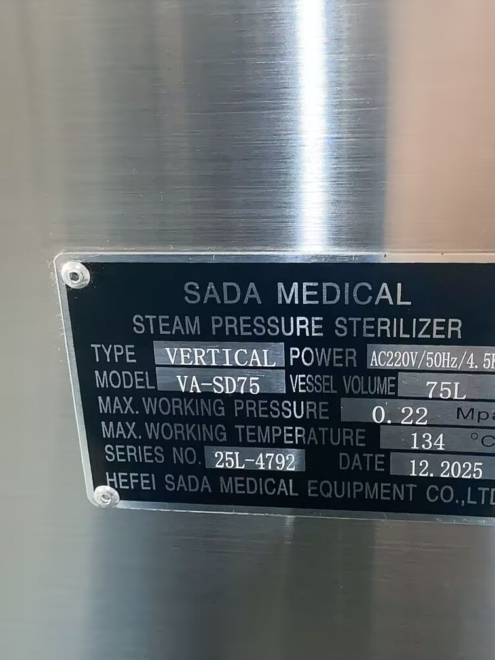 SADA MEDICAL
STEAM PRESSURE STERILIZER
TYPE VERTICAL POWER AC220V/50Hz/4.5
MODEL VA-SD75 VESSEL VOLUME 75L
MAX. WORKING PRESSURE 0.22 Mpa
MAX. WORKING TEMPERATURE 134 °C
SERIES NO. 25L-4792 DATE 12.2025
HEFEI SADA MEDICAL EQUIPMENT CO.,LTD